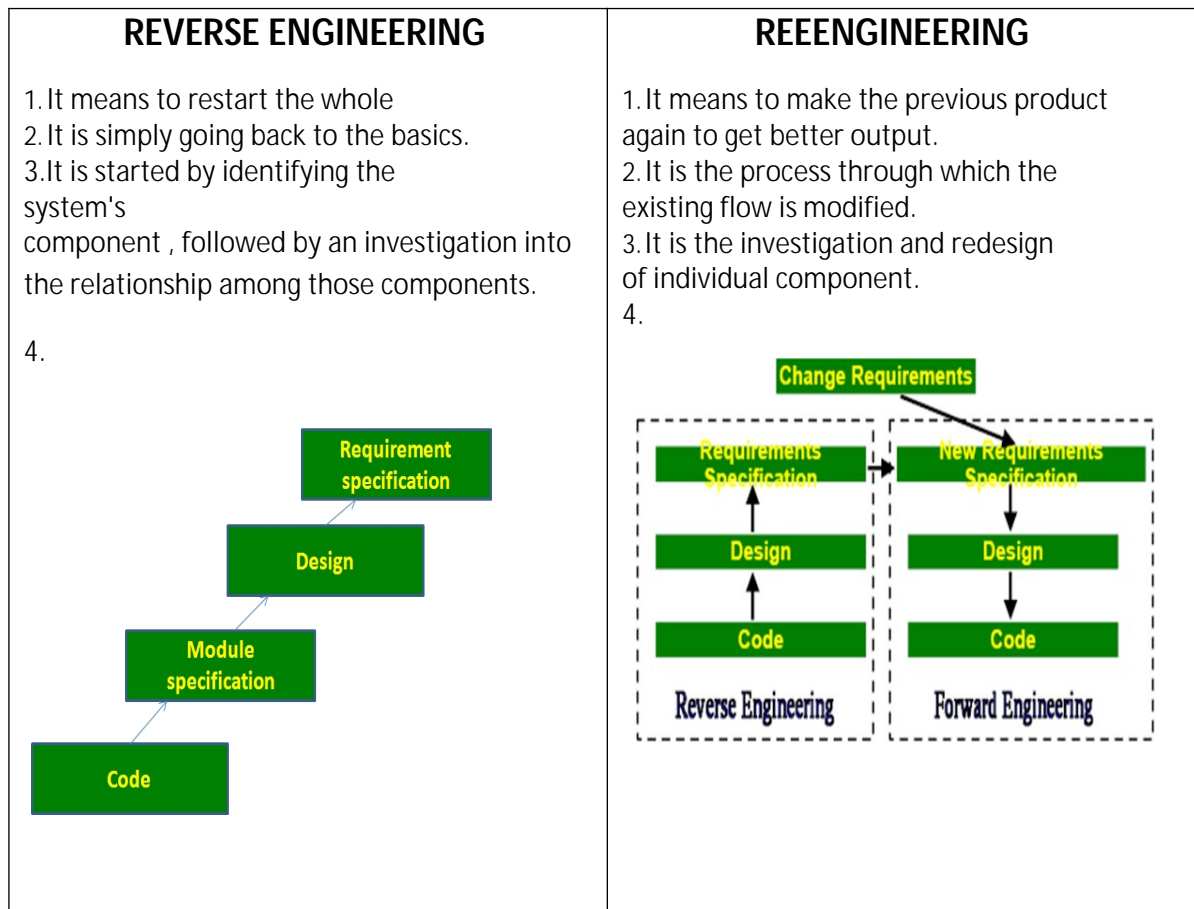 REVERSE ENGINEERING
1. It means to restart the whole
2. It is simply going back to the basics.
3.It is started by identifying the
system's
component , followed by an investigation into
the relationship among those components.
4.
Requirement
specification
Design
Module
specification
Code
REEENGINEERING
1. It means to make the previous product
again to get better output.
2. It is the process through which the
existing flow is modified.
3. It is the investigation and redesign
of individual component.
4.
Change Requirements
Requirements
Specification
Design
Code
Reverse Engineering
New Requirements
Specification
Design
Code
Forward Engineering